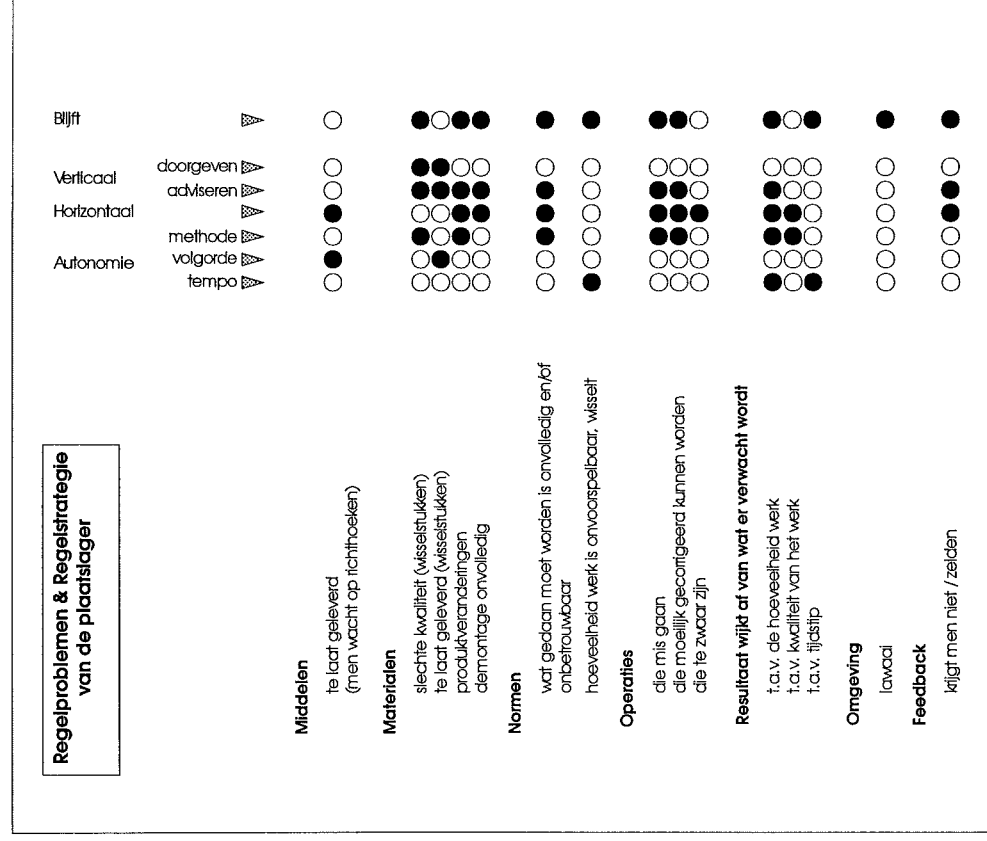 Regelproblemen & Regelstrategie
van de plaatslager
Blijft
Verticaal
doorgeven
adviseren
Horizontaal
Autonomie
methode
volgorde
tempo
Middelen
te laat geleverd
(men wacht op richthoeken)
Materialen
slechte kwaliteit (wisselstukken)
te laat geleverd (wisselstukken)
produktveranderingen
demontage onvolledig
Normen
wat gedaan moet worden is onvolledig en/of
onbetrouwbaar
hoeveelheid werk is onvoorspelbaar, wisselt
Operaties
die mis gaan
die moeilijk gecorrigeerd kunnen worden
die te zwaar zijn
Resultaat wijkt af van wat er verwacht wordt
t.a.v. de hoeveelheid werk
t.a.v. kwaliteit van het werk
t.a.v. tijdstip
Omgeving
lawaai
Feedback
krijgt men niet / zelden